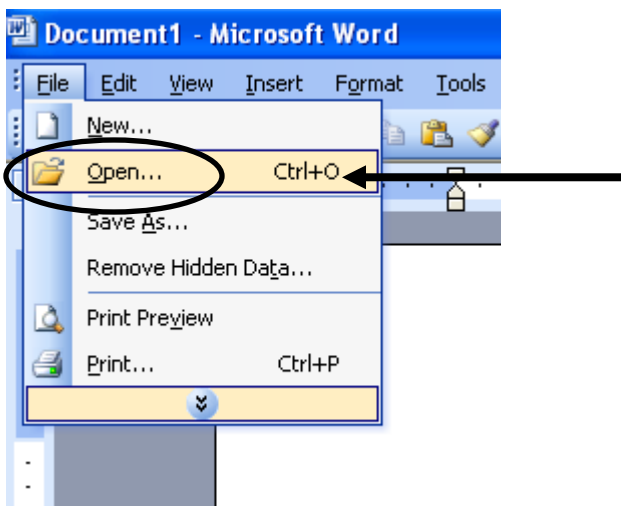 Document1 - Microsoft Word
File Edit View Insert Format Tools
New...
Open... Ctrl+O
Save As...
Remove Hidden Data...
Print Preview
Print... Ctrl+P